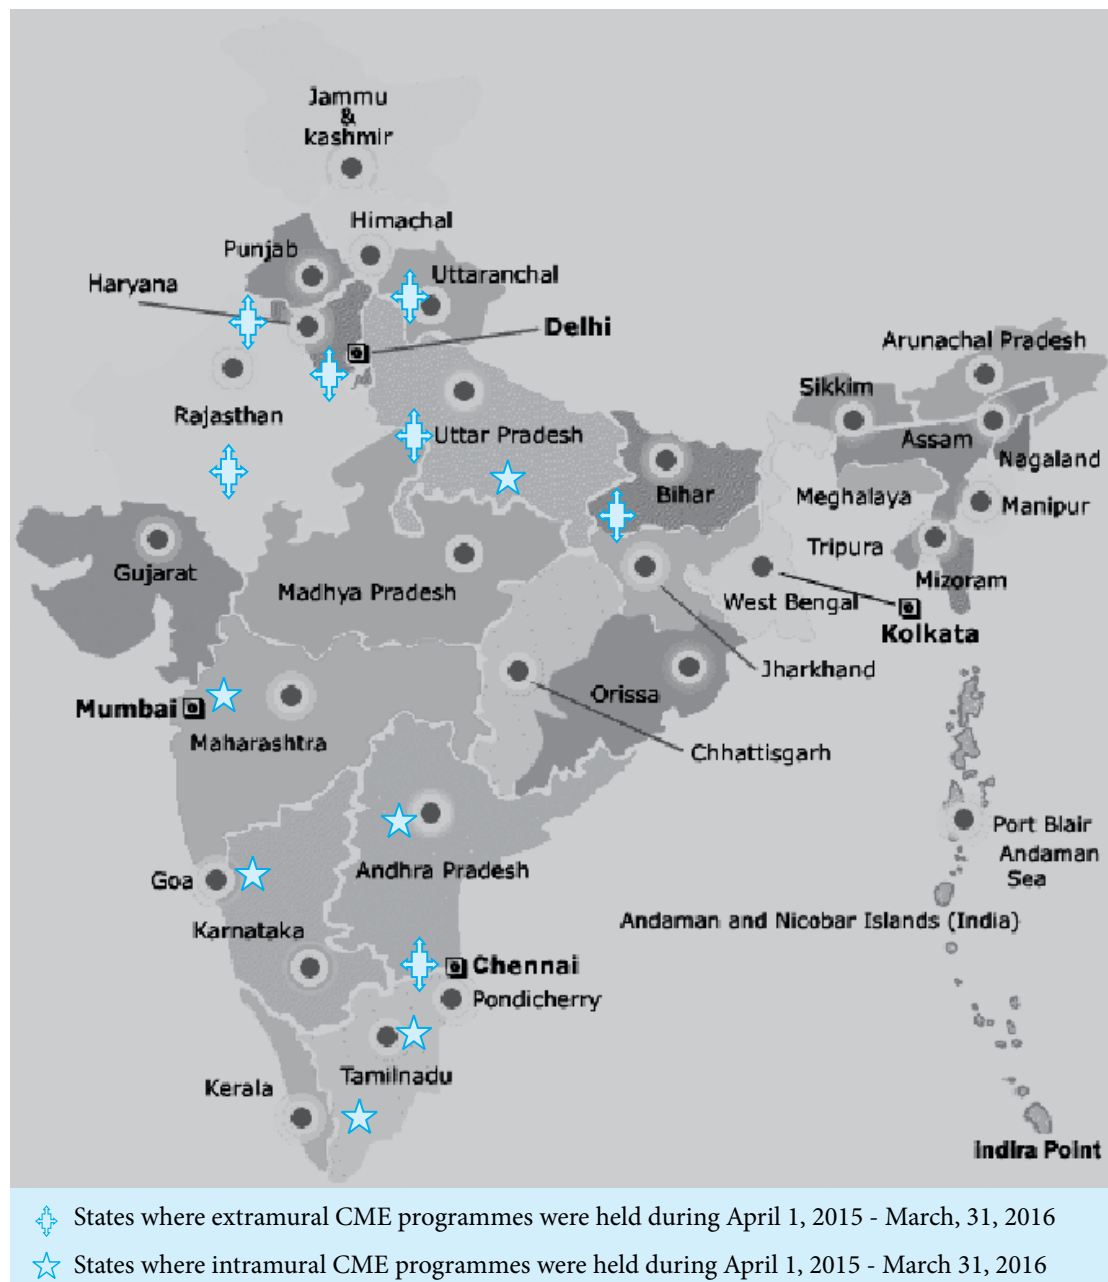 Jammu
&
kashmir
Himachal
Punjab
Uttaranchal
Haryana
Delhi
Arunachal Pradesh
Sikkim
Rajasthan
Uttar Pradesh
Assam
Nagaland
Bihar
Meghalaya
Manipur
Tripura
Gujarat
Mizoram
Madhya Pradesh
West Bengal
Kolkata
Jharkhand
Orissa
Mumbai
Maharashtra
Chhattisgarh
Port Blair
Andaman
Sea
Andhra Pradesh
Goa
Andaman and Nicobar Islands (India)
Karnataka
Chennai
Pondicherry
Tamilnadu
Kerala
Indira Point
States where extramural CME programmes were held during April 1, 2015 - March, 31, 2016
States where intramural CME programmes were held during April 1, 2015 - March 31, 2016